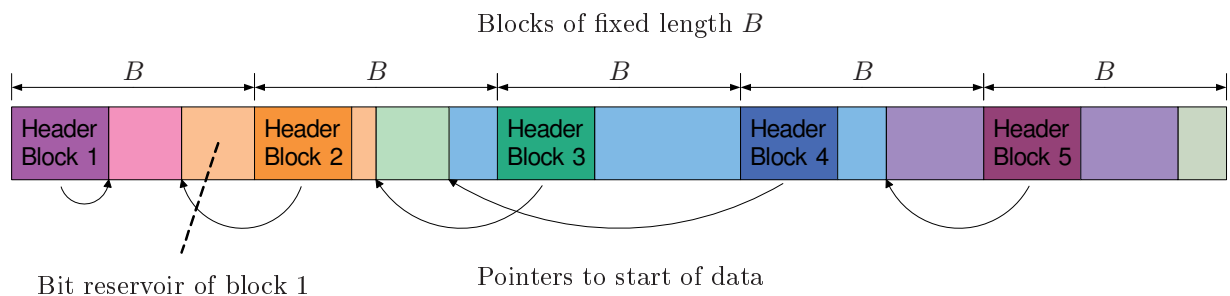 Blocks of fixed length B
B
B
B
B
B
Header
Block 1
Header
Block 2
Header
Block 3
Header
Block 4
Header
Block 5
Bit reservoir of block 1
Pointers to start of data